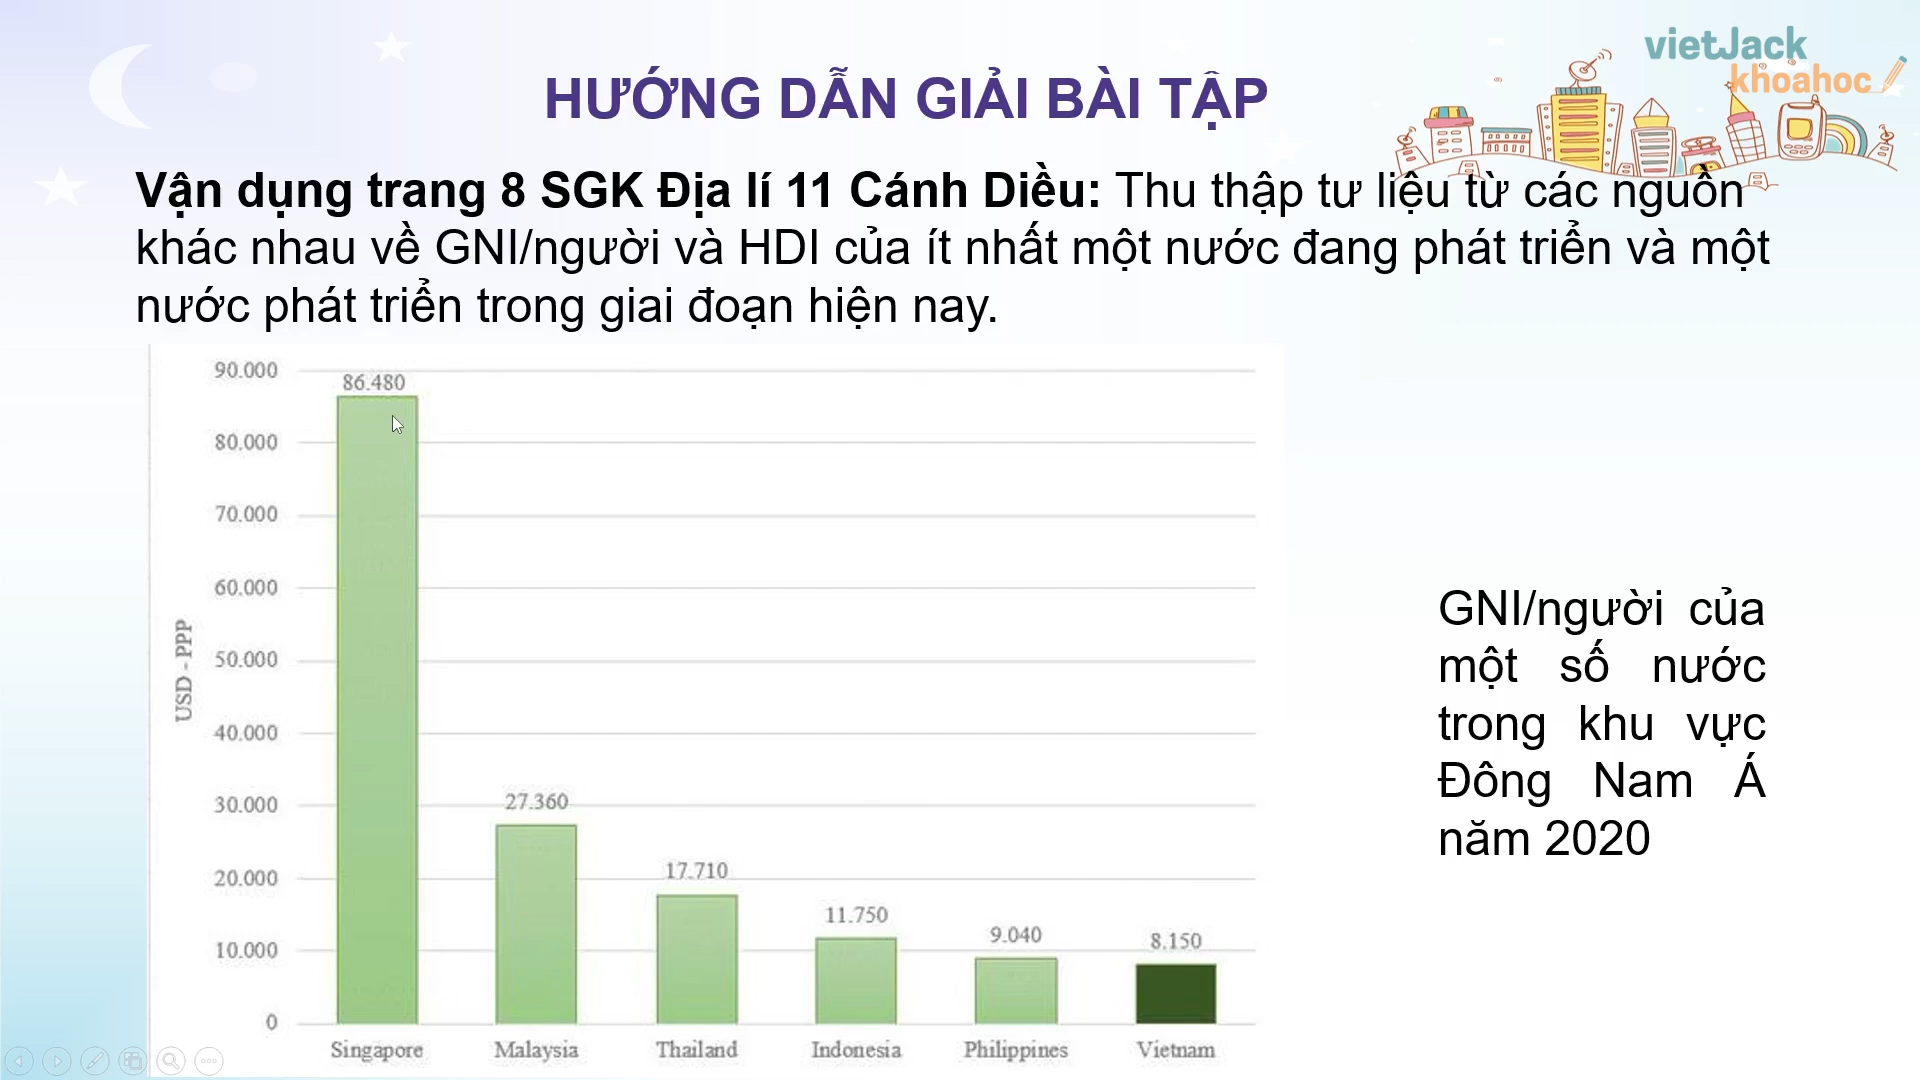 vietJack
khoahoc
HƯỚNG DẪN GIẢI BÀI TẬP
Vận dụng trang 8 SGK Địa lí 11 Cánh Diều: Thu thập tư liệu từ các nguồn
khác nhau về GNI/người và HDI của ít nhất một nước đang phát triển và một
nước phát triển trong giai đoạn hiện nay.
USD - PPP
90.000
80.000
70.000
60.000
50.000
40.000
30.000
20.000
10.000
0
86.480
27.360
17.710
11.750
9.040
8.150
Singapore
Malaysia
Thailand
Indonesia
Philippines
Vietnam
GNI/người của
một số nước
trong khu vực
Đông Nam Á
năm 2020